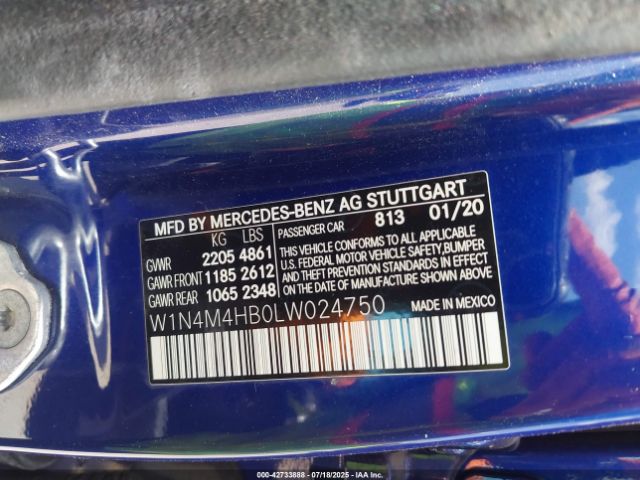 MFD BY MERCEDES-BENZ AG STUTTGART
KG LBS PASSENGER CAR 813 01/20
GVWR 2205 4861
GAWR FRONT 1185 2612
GAWR REAR 1065 2348
THIS VEHICLE CONFORMS TO ALL APPLICABLE
U.S. FEDERAL MOTOR VEHICLE SAFETY,BUMPER
AND THEFT PREVENTION STANDARDS IN EFFECT
ON THE DATE OF MANUFACTURE SHOWN ABOVE.
W1N4M4HB0LW024750 MADE IN MEXICO
000-42733888 07/18/2025 - IAA Inc.